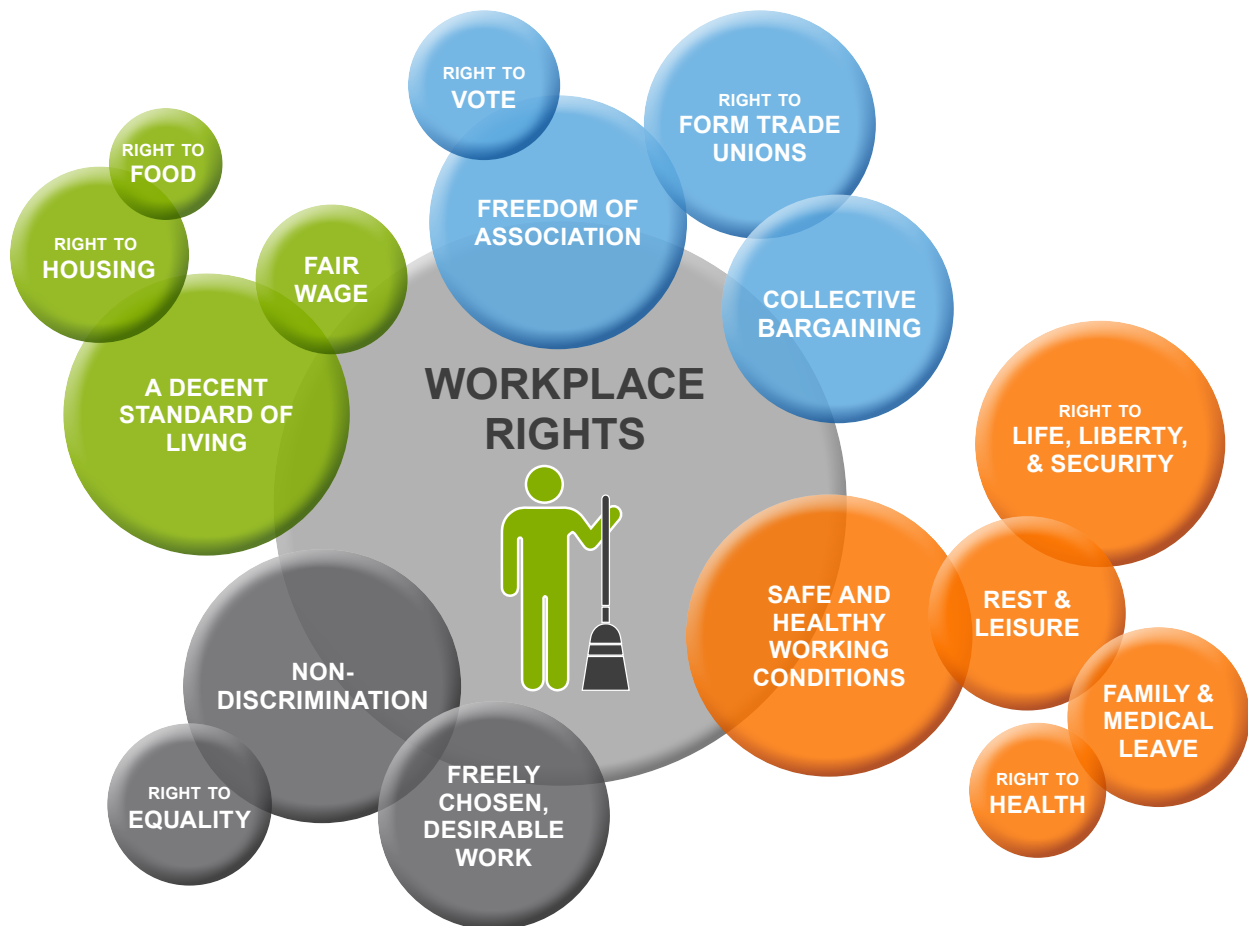 RIGHT TO
VOTE
RIGHT TO
FORM TRADE
UNIONS
RIGHT TO
FOOD
RIGHT TO
HOUSING
FAIR
WAGE
FREEDOM OF
ASSOCIATION
COLLECTIVE
BARGAINING
A DECENT
STANDARD OF
LIVING
WORKPLACE
RIGHTS
RIGHT TO
LIFE, LIBERTY,
& SECURITY
SAFE AND
HEALTHY
WORKING
CONDITIONS
REST &
LEISURE
FAMILY &
MEDICAL
LEAVE
RIGHT TO
HEALTH
NON-
DISCRIMINATION
RIGHT TO
EQUALITY
FREELY
CHOSEN,
DESIRABLE
WORK